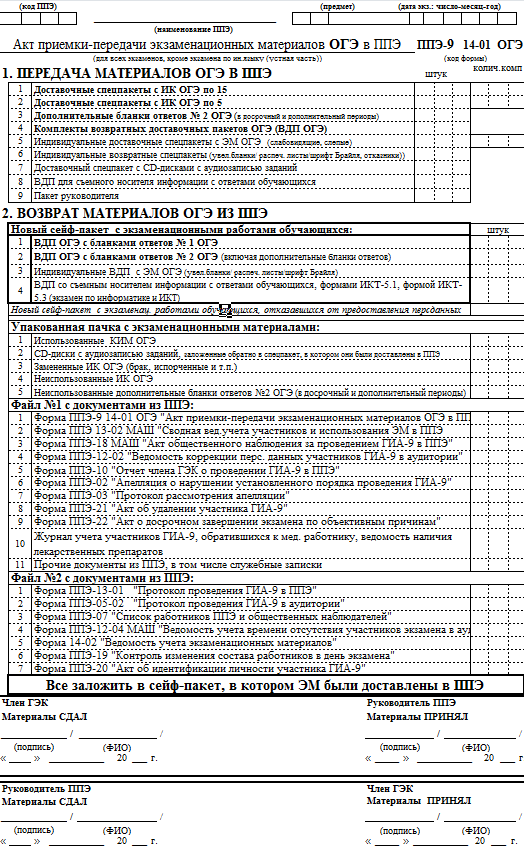 (код ППЭ) (предмет) (дата экз.: число-месяц-год)
(наименование ППЭ)
Акт приемки-передачи экзаменационных материалов ОГЭ в ППЭ ППЭ-9 14-01 ОГЭ
(для всех экзаменов, кроме экзамена по ин.языку (устная часть)) (код формы)
1. ПЕРЕДАЧА МАТЕРИАЛОВ ОГЭ В ППЭ штук колич.комп
1 Доставочные спецпакеты с ИК ОГЭ по 15
2 Доставочные спецпакеты с ИК ОГЭ по 5
3 Дополнительные бланки ответов № 2 ОГЭ (в досрочный и дополнительный периоды)
4 Комплекты возвратных доставочных пакетов ОГЭ (ВДП ОГЭ)
5 Индивидуальные доставочные спецпакеты с ЭМ ОГЭ (слабовидящие, слепые)
6 Индивидуальные возвратные спецпакеты (увел.бланки/ распеч. листы/шрифт Брайля, отказники))
7 Доставочный спецпакет с CD-дисками с аудиозаписью заданий
8 ВДП для съемного носителя информации с ответами обучающихся
9 Пакет руководителя
2. ВОЗВРАТ МАТЕРИАЛОВ ОГЭ ИЗ ППЭ
Новый сейф-пакет с экзаменационными работами обучающихся: штук
1 ВДП ОГЭ с бланками ответов № 1 ОГЭ
2 ВДП ОГЭ с бланками ответов № 2 ОГЭ (включая дополнительные бланки ответов)
3 Индивидуальные ВДП с ЭМ ОГЭ (увел.бланки/ распеч. листы/шрифт Брайля)
4 ВДП со съемным носителем информации с ответами обучающихся, формами ИКТ-5.1, формой ИКТ-
5.3 (экзамен по информатике и ИКТ)
Новый сейф-пакет с экзаменац. работами обучающихся, отказавшихся от предоставления персданных
Упакованная пачка с экзаменационными материалами:
1 Использованные КИМ ОГЭ
2 CD-диски с аудиозаписью заданий, заложенные обратно в спецпакет, в котором они были доставлены в ППЭ
3 Замененные ИК ОГЭ (брак, испорченные и т.п.)
4 Неиспользованные ИК ОГЭ
5 Неиспользованные дополнительные бланки ответов №2 ОГЭ (в досрочный и дополнительный периоды)
Файл №1 с документами из ППЭ:
1 Форма ППЭ-9 14-01 ОГЭ "Акт приемки-передачи экзаменационных материалов ОГЭ в ПП
2 Форма ППЭ 13-02 МАШ "Сводная вед.учета участников и использования ЭМ в ППЭ
3 Форма ППЭ-18 МАШ "Акт общественного наблюдения за проведением ГИА-9 в ППЭ"
4 Форма ППЭ-12-02 "Ведомость коррекции перс. данных участников ГИА-9 в аудитории"
5 Форма ППЭ-10 "Отчет члена ГЭК о проведении ГИА-9 в ППЭ"
6 Форма ППЭ-02 "Апелляция о нарушении установленного порядка проведения ГИА-9"
7 Форма ППЭ-03 "Протокол рассмотрения апелляции"
8 Форма ППЭ-21 "Акт об удалении участника ГИА-9"
9 Форма ППЭ-22 "Акт о досрочном завершении экзамена по объективным причинам"
10 Журнал учета участников ГИА-9, обратившихся к мед. работнику, ведомость наличия
лекарственных препаратов
11 Прочие документы из ППЭ, в том числе служебные записки
Файл №2 с документами из ППЭ:
1 Форма ППЭ-13-01 "Протокол проведения ГИА-9 в ППЭ"
2 Форма ППЭ-05-02 "Протокол проведения ГИА-9 в аудитории"
3 Форма ППЭ-07 "Список работников ППЭ и общественных наблюдателей"
4 Форма ППЭ-12-04 МАШ "Ведомость учета времени отсутствия участников экзамена в ауд
5 Форма 14-02 "Ведомость учета экзаменационных материалов"
6 Форма ППЭ-19 "Контроль изменения состава работников в день экзамена"
7 Форма ППЭ-20 "Акт об идентификации личности участника ГИА-9"
Все заложить в сейф-пакет, в котором ЭМ были доставлены в ППЭ
Член ГЭК Руководитель ППЭ
Материалы СДАЛ Материалы ПРИНЯЛ
/ / / /
(подпись) (ФИО) (подпись) (ФИО)
« ____ » ________ 20 ___ г. « ____ » ________ 20 ___ г.
Руководитель ППЭ Член ГЭК
Материалы СДАЛ Материалы ПРИНЯЛ
/ / / /
(подпись) (ФИО) (подпись) (ФИО)
« ____ » ________ 20 ___ г. « ____ » ________ 20 ___ г.